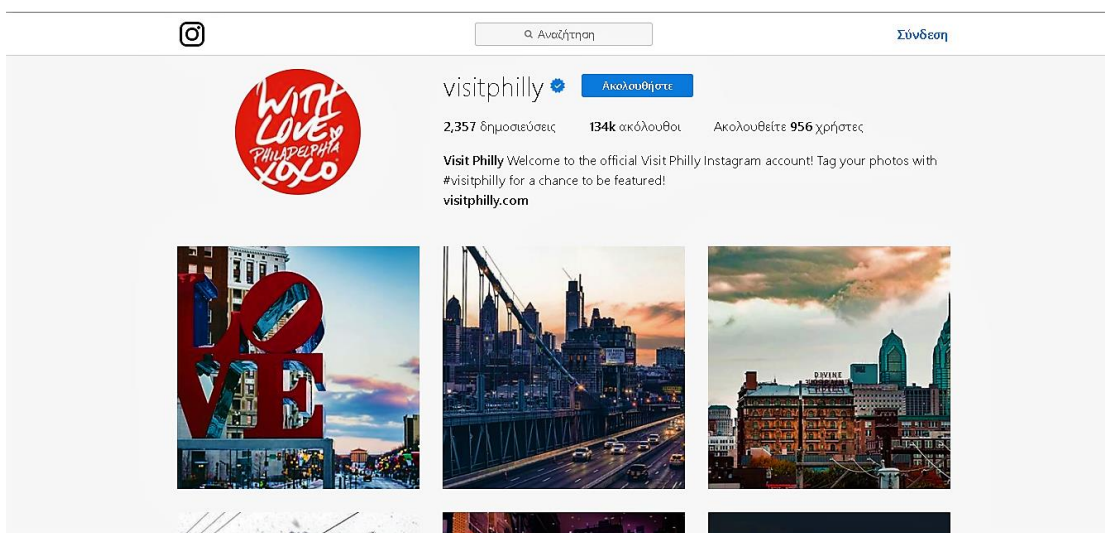 Αναζήτηση
Σύνδεση
WITH
LOVE
PHILADELPHIA
XOXO
visitphilly
Ακολουθήστε
2,357 δημοσιεύσεις 134k ακόλουθοι Ακολουθείτε 956 χρήστες
Visit Philly Welcome to the official Visit Philly Instagram account! Tag your photos with
#visitphilly for a chance to be featured!
visitphilly.com
LOVE
DIVINE